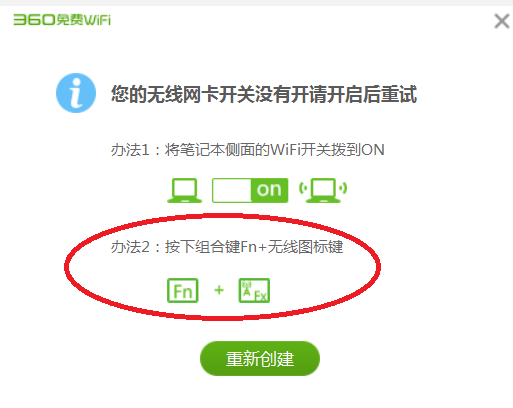 360免费WiFi
您的无线网卡开关没有开请开启后重试
办法1：将笔记本侧面的WiFi开关拨到ON
on
办法2：按下组合键Fn+无线图标键
Fn + Fx
重新创建